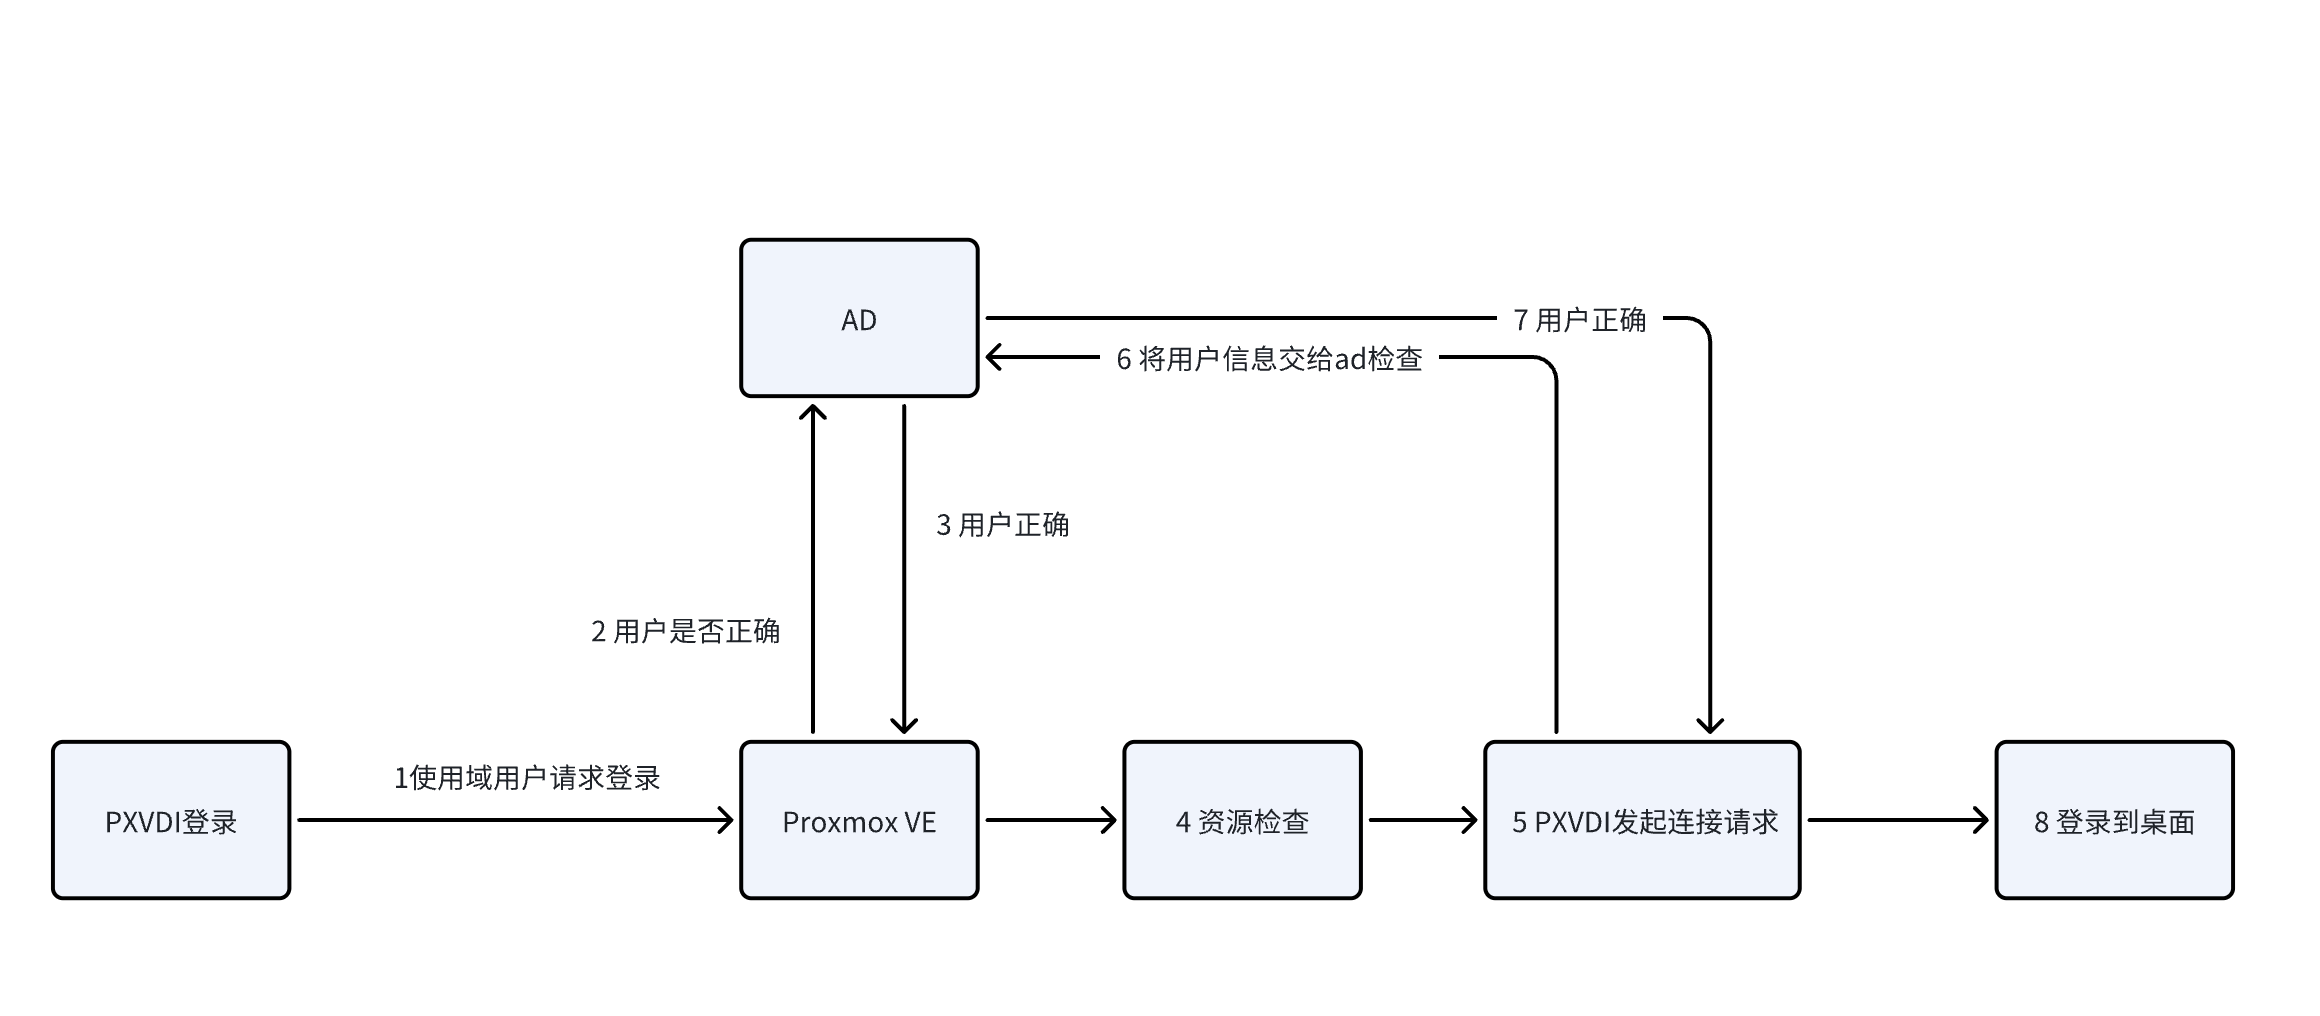 AD
7 用户正确
6 将用户信息交给ad检查
3 用户正确
2 用户是否正确
1使用域用户请求登录
PXVDI登录
Proxmox VE
4 资源检查
5 PXVDI发起连接请求
8 登录到桌面